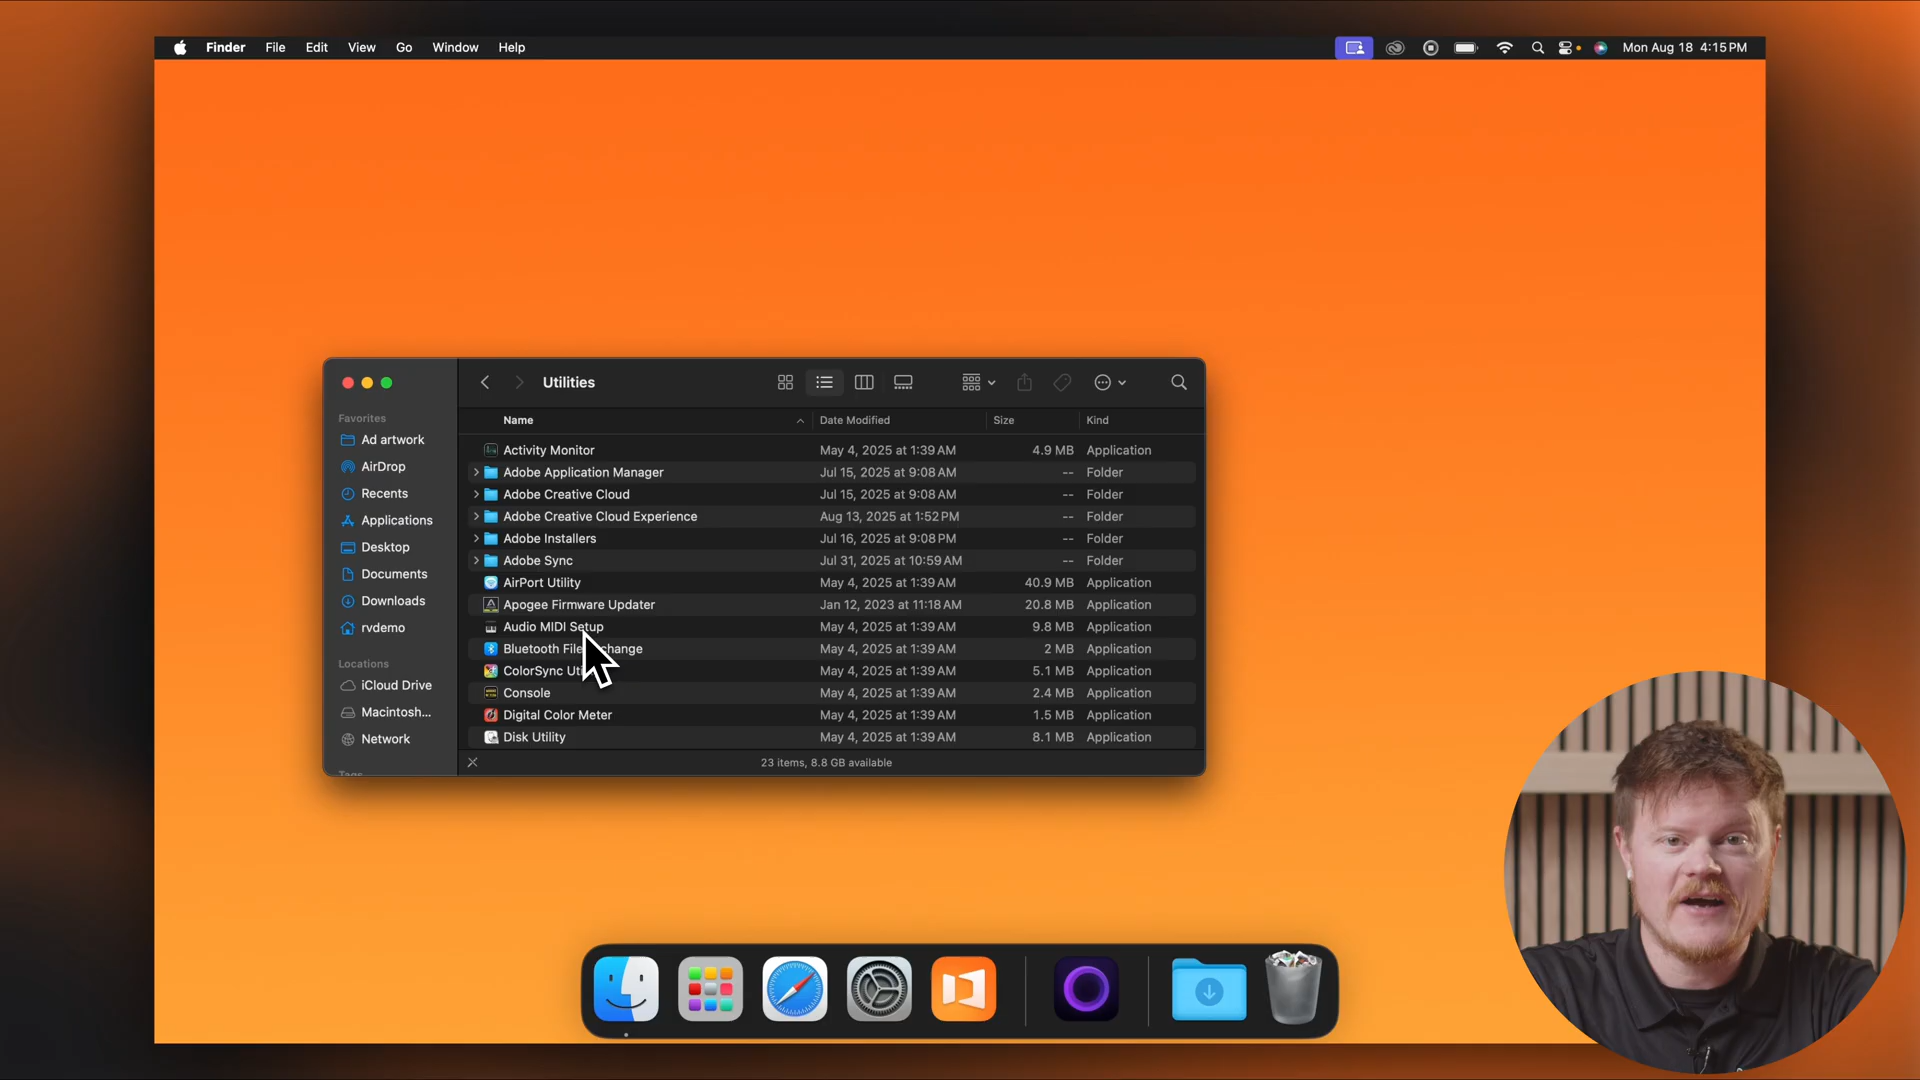 Finder File Edit View Go Window Help Mon Aug 18 4:15 PM
Utilities
Favorites
Ad artwork
AirDrop
Recents
Applications
Desktop
Documents
Downloads
rvdemo
Locations
iCloud Drive
Macintosh...
Network
Tags
Name Date Modified Size Kind
Activity Monitor May 4, 2025 at 1:39 AM 4.9 MB Application
Adobe Application Manager Jul 15, 2025 at 9:08 AM -- Folder
Adobe Creative Cloud Jul 15, 2025 at 9:08 AM -- Folder
Adobe Creative Cloud Experience Aug 13, 2025 at 1:52 PM -- Folder
Adobe Installers Jul 16, 2025 at 9:08 PM -- Folder
Adobe Sync Jul 31, 2025 at 10:59 AM -- Folder
AirPort Utility May 4, 2025 at 1:39 AM 40.9 MB Application
Apogee Firmware Updater Jan 12, 2023 at 11:18 AM 20.8 MB Application
Audio MIDI Setup May 4, 2025 at 1:39 AM 9.8 MB Application
Bluetooth File change May 4, 2025 at 1:39 AM 2 MB Application
ColorSync Uti May 4, 2025 at 1:39 AM 5.1 MB Application
Console May 4, 2025 at 1:39 AM 2.4 MB Application
Digital Color Meter May 4, 2025 at 1:39 AM 1.5 MB Application
Disk Utility May 4, 2025 at 1:39 AM 8.1 MB Application
23 items, 8.8 GB available